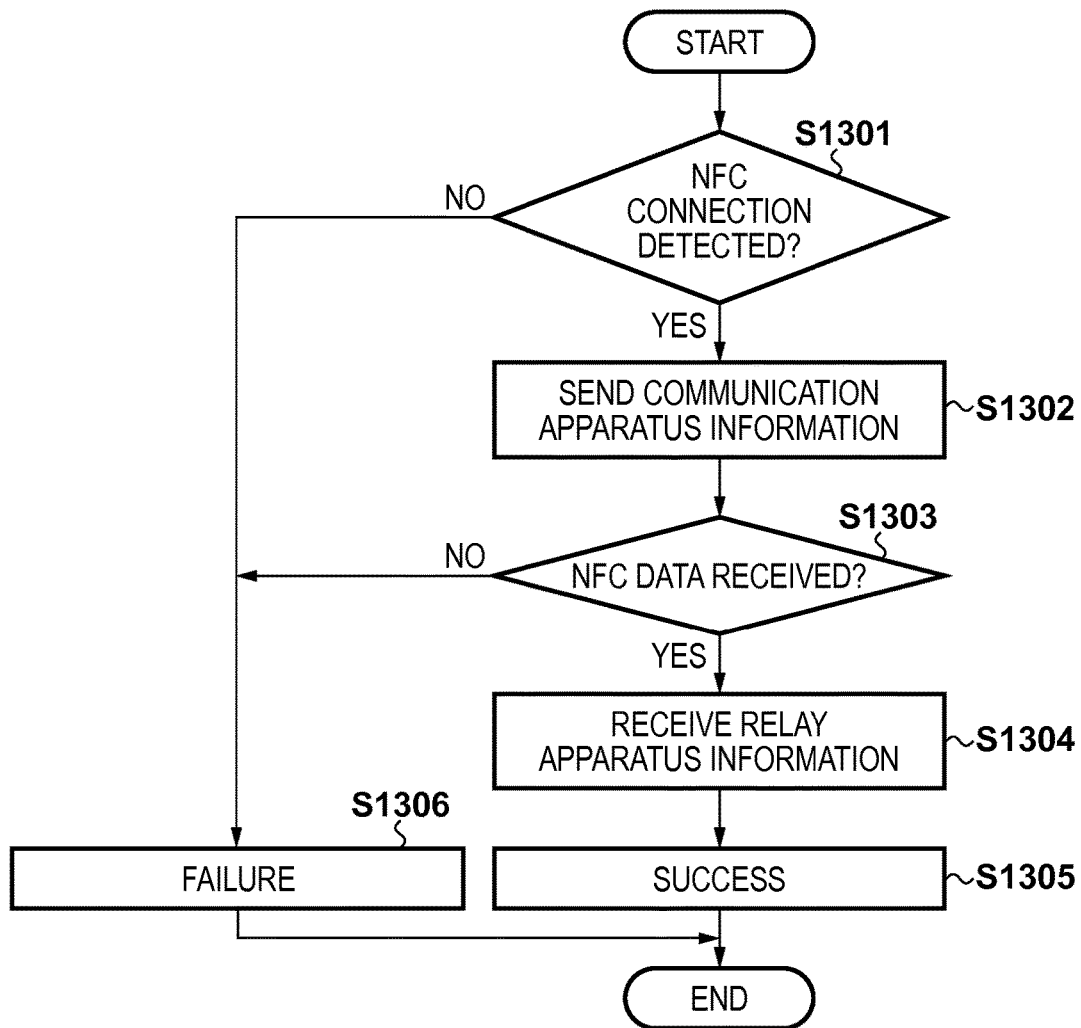 START
S1301
NFC
CONNECTION
DETECTED?
NO
YES
SEND COMMUNICATION
APPARATUS INFORMATION
S1302
S1303
NFC DATA RECEIVED?
NO
YES
RECEIVE RELAY
APPARATUS INFORMATION
S1304
S1306
FAILURE
SUCCESS
S1305
END